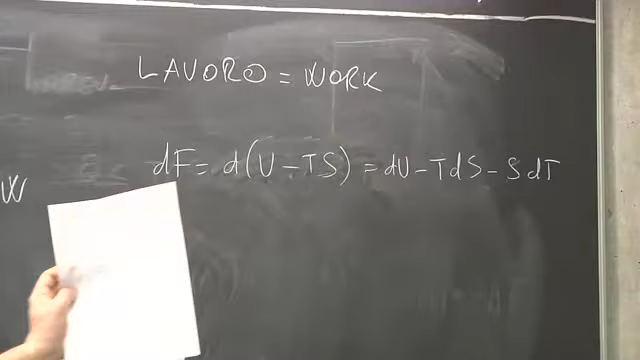 LAVORO = WORK
dF = d(U - TS) = dU - TdS - SdT
W